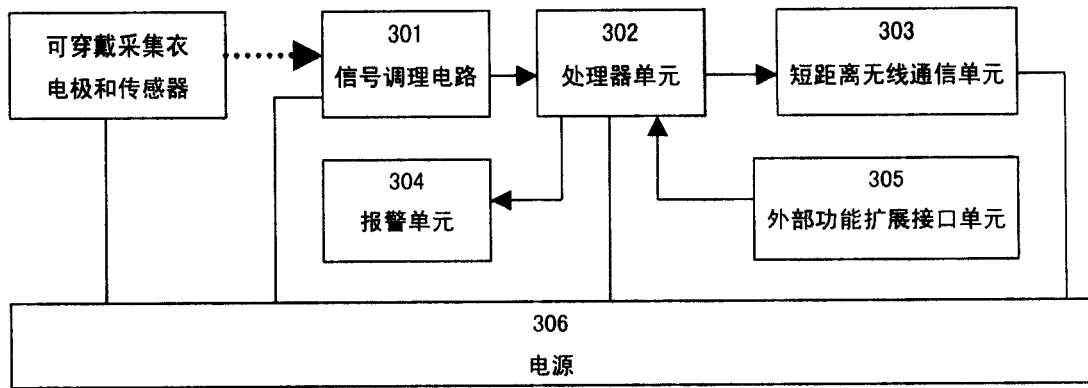 可穿戴采集衣
电极和传感器
301
信号调理电路
302
处理器单元
303
短距离无线通信单元
304
报警单元
305
外部功能扩展接口单元
306
电源